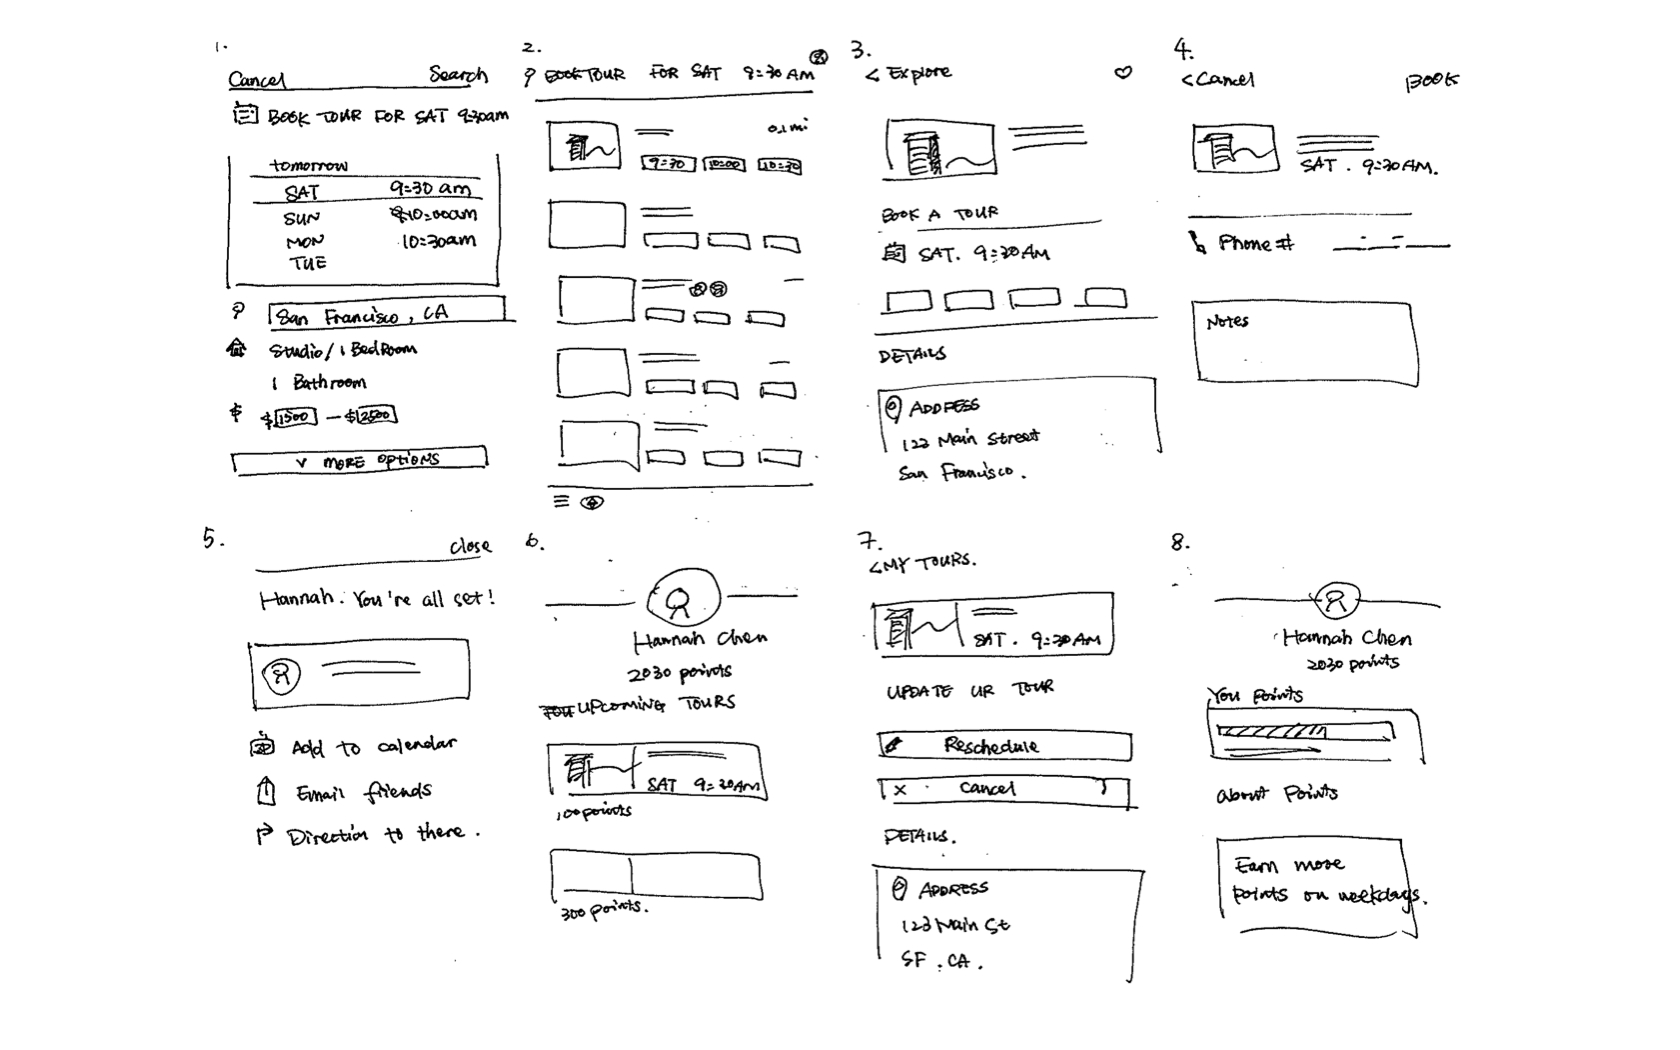 1.
Cancel Search
BOOK TOUR FOR SAT 9:30am
tomorrow
SAT 9:30 am
SUN 10:00am
MON 10:30am
TUE
San Francisco, CA
Studio/1 BedRoom
1 Bathroom
$ $1500 - $2500
v MORE OPTIONS
2.
BOOK TOUR FOR SAT 9:30 AM
0.1 mi
9:30 10:00 10:30
3.
< Explore
BOOK A TOUR
SAT. 9:30 AM
DETAILS
ADDRESS
123 Main Street
San Francisco.
4.
< Cancel BOOK
SAT. 9:30 AM.
Phone# _ - _ - _
Notes
5.
close
Hannah. You're all set!
Add to calendar
Email friends
Direction to there.
6.
Hannah Chen
2030 points
UPCOMING TOURS
SAT 9:30AM
100 points
300 points.
7.
< MY TOURS.
SAT. 9:30 AM
UPDATE UR TOUR
Reschedule
x Cancel
DETAILS.
ADDRESS
123 Main St
SF. CA.
8.
Hannah Chen
2030 points
You Points
About Points
Earn more
points on weekdays.